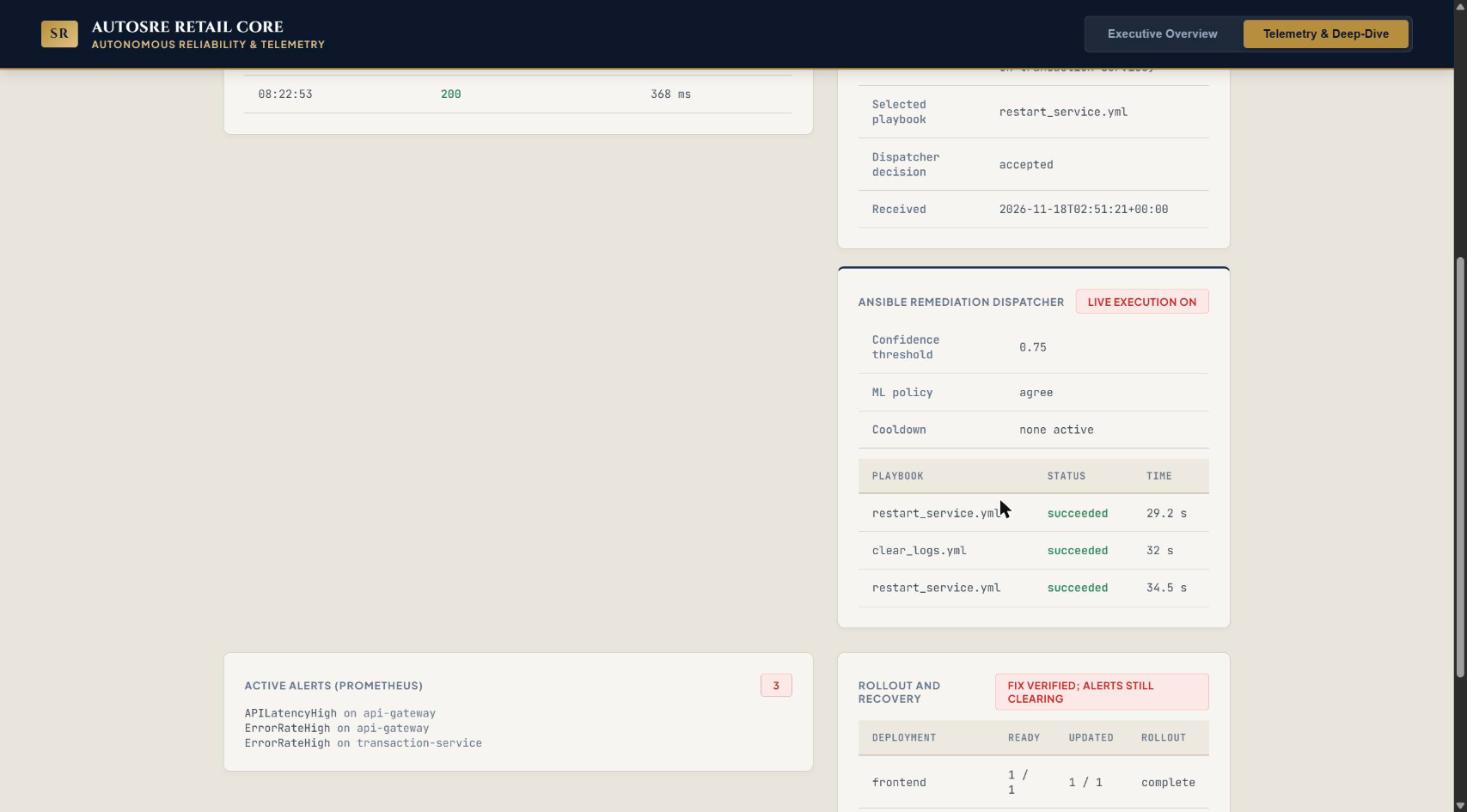 SR
AUTOSRE RETAIL CORE
AUTONOMOUS RELIABILITY & TELEMETRY
Executive Overview
Telemetry & Deep-Dive
08:22:53 200 368 ms
Selected
playbook
restart_service.yml
Dispatcher
decision
accepted
Received 2026-11-18T02:51:21+00:00
ANSIBLE REMEDIATION DISPATCHER LIVE EXECUTION ON
Confidence
threshold
0.75
ML policy agree
Cooldown none active
PLAYBOOK STATUS TIME
restart_service.yml succeeded 29.2 s
clear_logs.yml succeeded 32 s
restart_service.yml succeeded 34.5 s
ACTIVE ALERTS (PROMETHEUS) 3
APILatencyHigh on api-gateway
ErrorRateHigh on api-gateway
ErrorRateHigh on transaction-service
ROLLOUT AND
RECOVERY
FIX VERIFIED; ALERTS STILL
CLEARING
DEPLOYMENT READY UPDATED ROLLOUT
frontend 1 /
1
1 / 1 complete